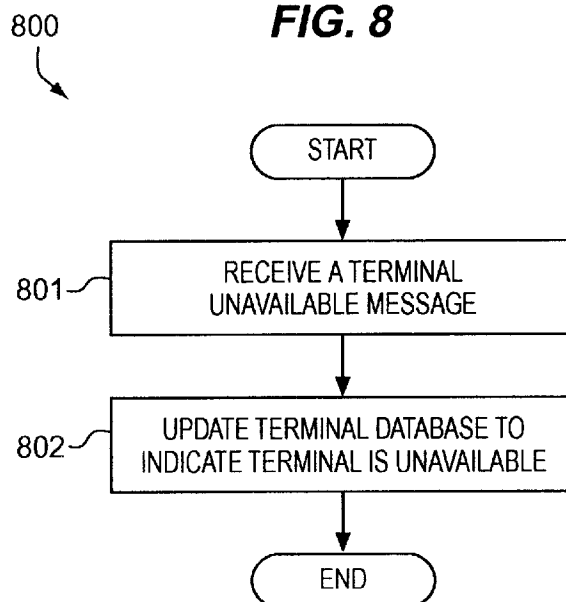 800
FIG. 8
START
801
RECEIVE A TERMINAL
UNAVAILABLE MESSAGE
802
UPDATE TERMINAL DATABASE TO
INDICATE TERMINAL IS UNAVAILABLE
END